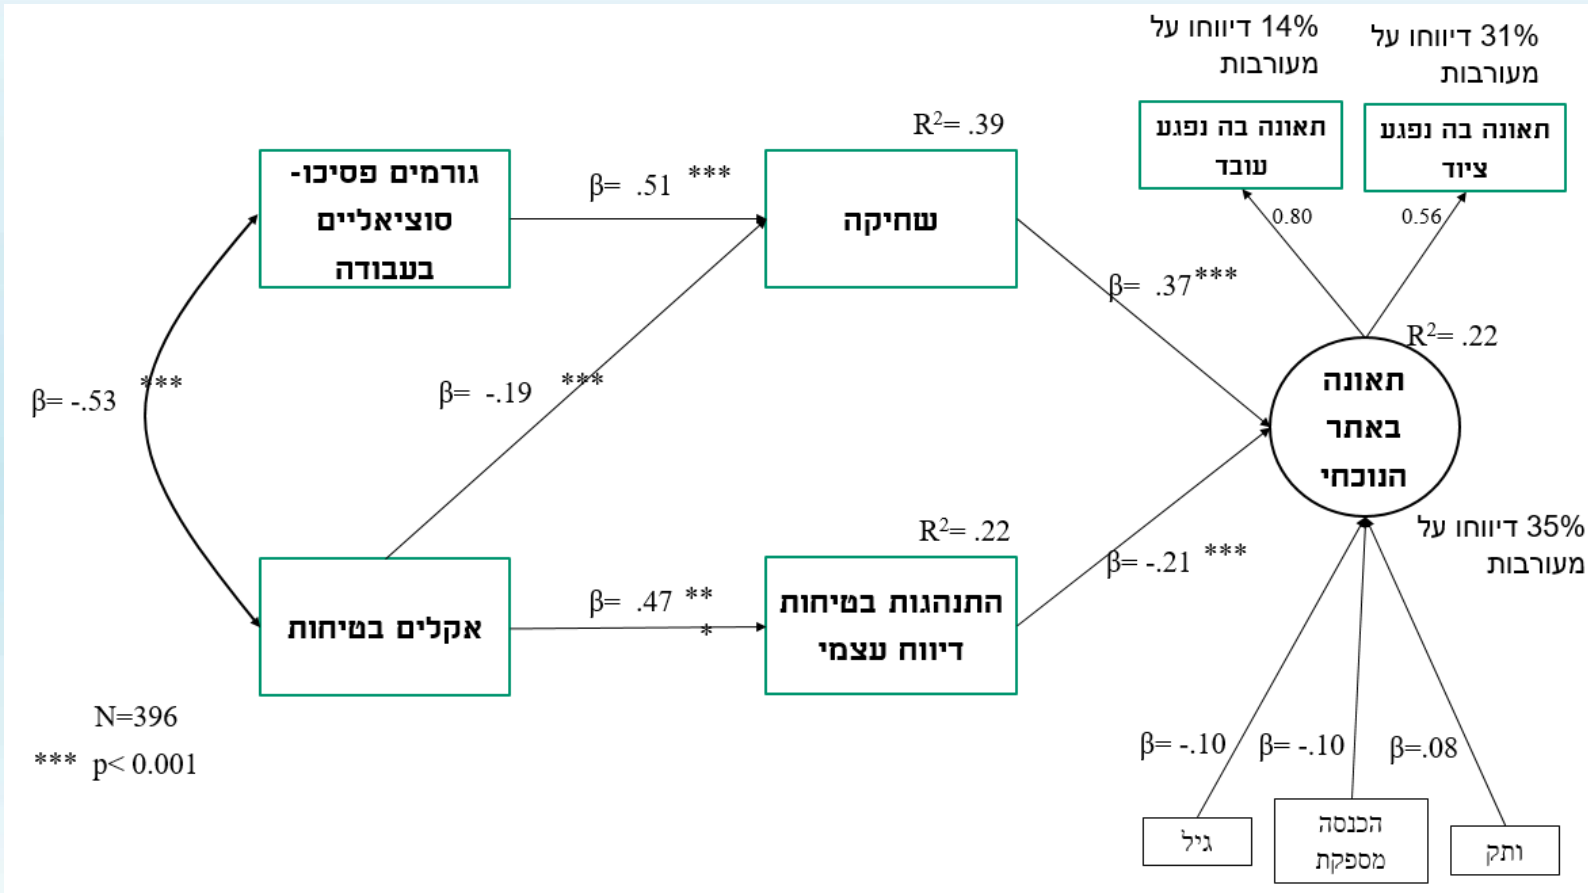 14% דיווחו על
מעורבות
31% דיווחו על
מעורבות
תאונה בה נפגע
עובד
תאונה בה נפגע
ציוד
0.80
0.56
R²= .39
גורמים פסיכו-
סוציאליים
בעבודה
β= .51 ***
שחיקה
β= .37***
R²= .22
תאונה
באתר
הנוכחי
β= -.53 ***
β= -.19 ***
35% דיווחו על
מעורבות
R²= .22
אקלים בטיחות
β= .47 **
*
התנהגות בטיחות
דיווח עצמי
β= -.21 ***
N=396
*** p< 0.001
β= -.10
β= -.10
β=.08
גיל
הכנסה
מספקת
ותק